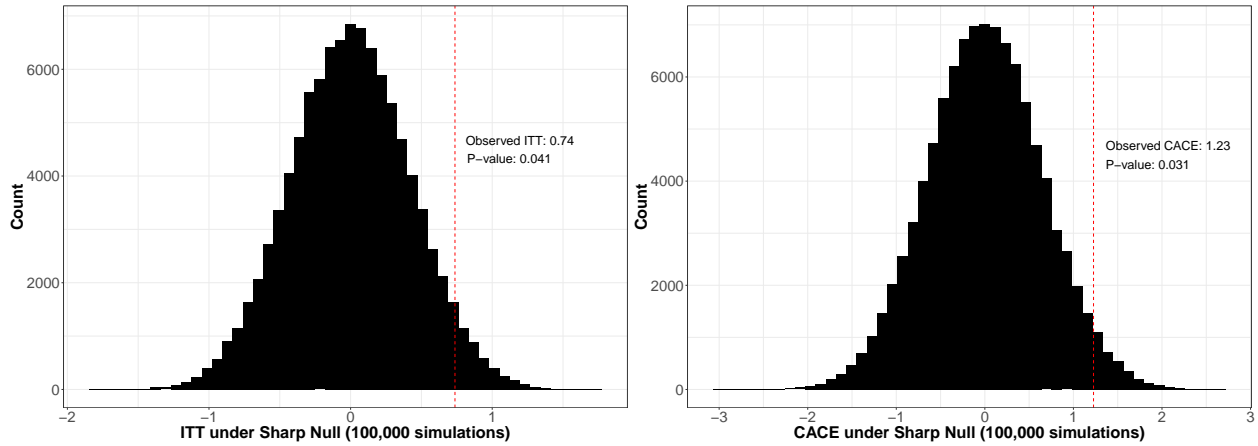 6000
4000
2000
0
Count
−2
−1
0
1
ITT under Sharp Null (100,000 simulations)
Observed ITT: 0.74
P−value: 0.041
6000
4000
2000
0
Count
−3
−2
−1
0
1
2
3
CACE under Sharp Null (100,000 simulations)
Observed CACE: 1.23
P−value: 0.031